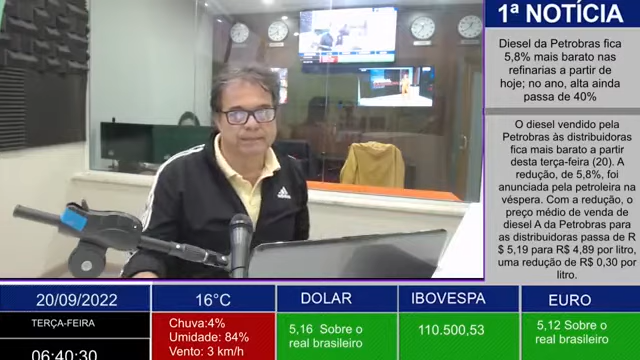 1ª NOTÍCIA
Diesel da Petrobras fica
5,8% mais barato nas
refinarias a partir de
hoje; no ano, alta ainda
passa de 40%
O diesel vendido pela
Petrobras às distribuidoras
fica mais barato a partir
desta terça-feira (20). A
redução, de 5,8%, foi
anunciada pela petroleira na
véspera. Com a redução, o
preço médio de venda de
diesel A da Petrobras para
as distribuidoras passa de R
$ 5,19 para R$ 4,89 por litro,
uma redução de R$ 0,30 por
litro.
adidas
20/09/2022
TERÇA-FEIRA
06:40:30
16°C
Chuva:4%
Umidade: 84%
Vento: 3 km/h
DOLAR
5,16 Sobre o
real brasileiro
IBOVESPA
110.500,53
EURO
5,12 Sobre o
real brasileiro